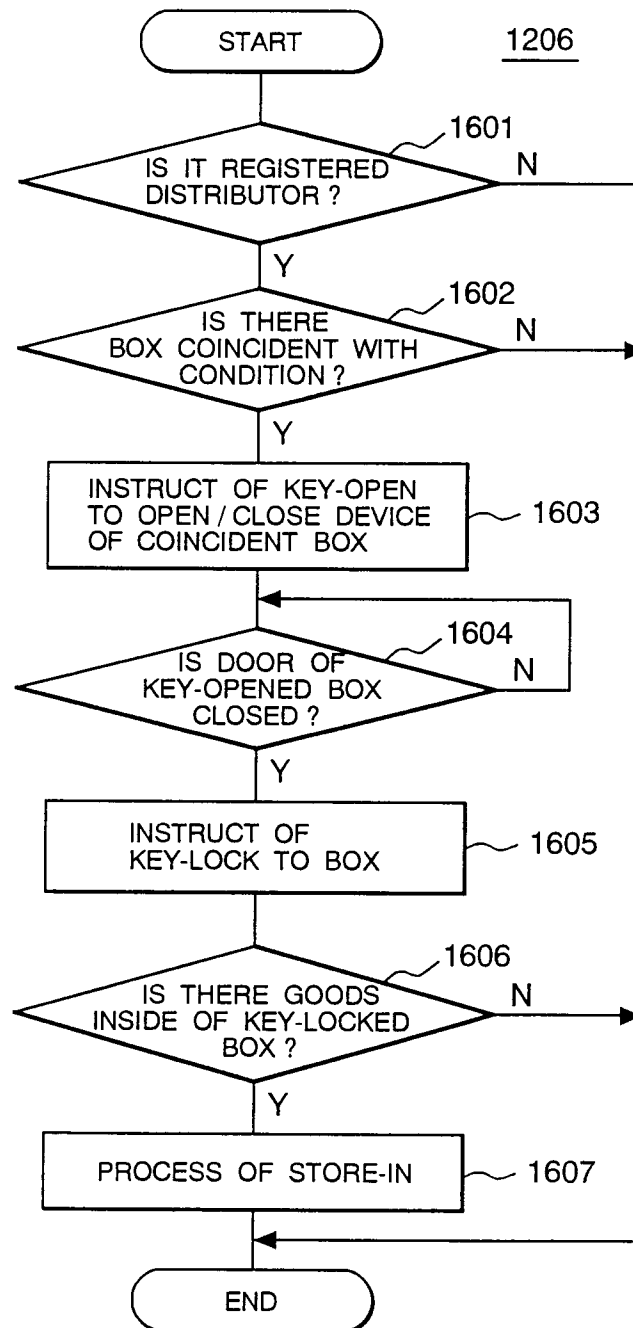 START
1206
1601
IS IT REGISTERED
DISTRIBUTOR ?
N
Y
1602
IS THERE
BOX COINCIDENT WITH
CONDITION ?
N
Y
INSTRUCT OF KEY-OPEN
TO OPEN / CLOSE DEVICE
OF COINCIDENT BOX
1603
1604
IS DOOR OF
KEY-OPENED BOX
CLOSED ?
N
Y
INSTRUCT OF
KEY-LOCK TO BOX
1605
1606
IS THERE GOODS
INSIDE OF KEY-LOCKED
BOX ?
N
Y
PROCESS OF STORE-IN
1607
END